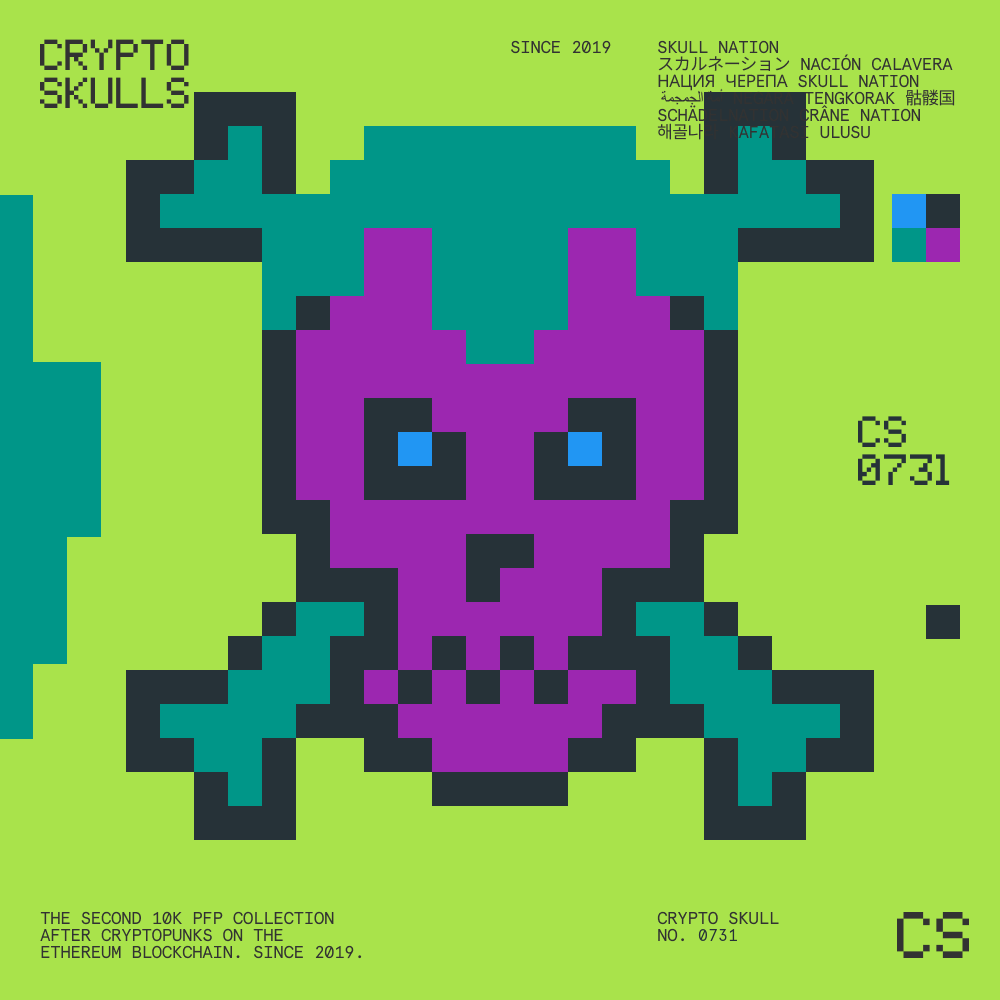 CRYPTO
SKULLS
SINCE 2019
SKULL NATION
スカルネーション NACIÓN CALAVERA
НАЦИЯ ЧЕРЕПА SKULL NATION
TENGKORAK 骷髅国
CRÂNE NATION
ULUSU
CS
0731
THE SECOND 10K PFP COLLECTION
AFTER CRYPTOPUNKS ON THE
ETHEREUM BLOCKCHAIN. SINCE 2019.
CRYPTO SKULL
NO. 0731
CS